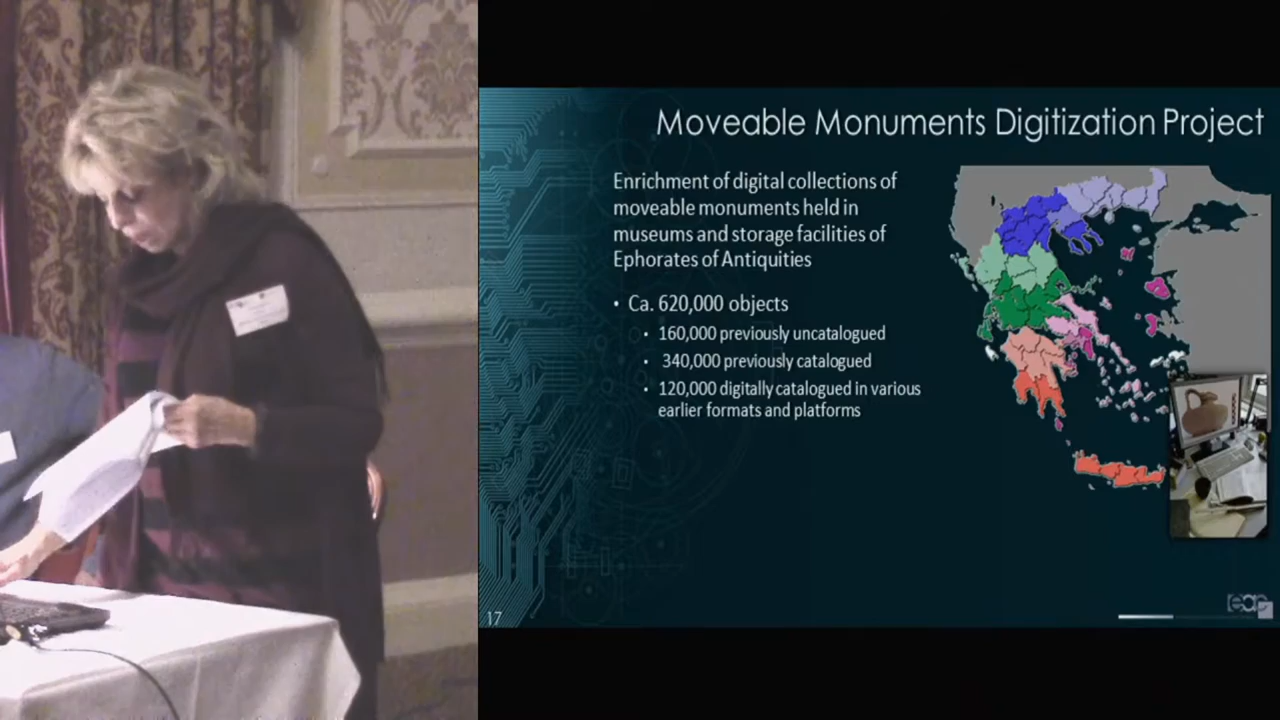 Moveable Monuments Digitization Project
Enrichment of digital collections of
moveable monuments held in
museums and storage facilities of
Ephorates of Antiquities
• Ca. 620,000 objects
• 160,000 previously uncatalogued
• 340,000 previously catalogued
• 120,000 digitally catalogued in various
earlier formats and platforms
17